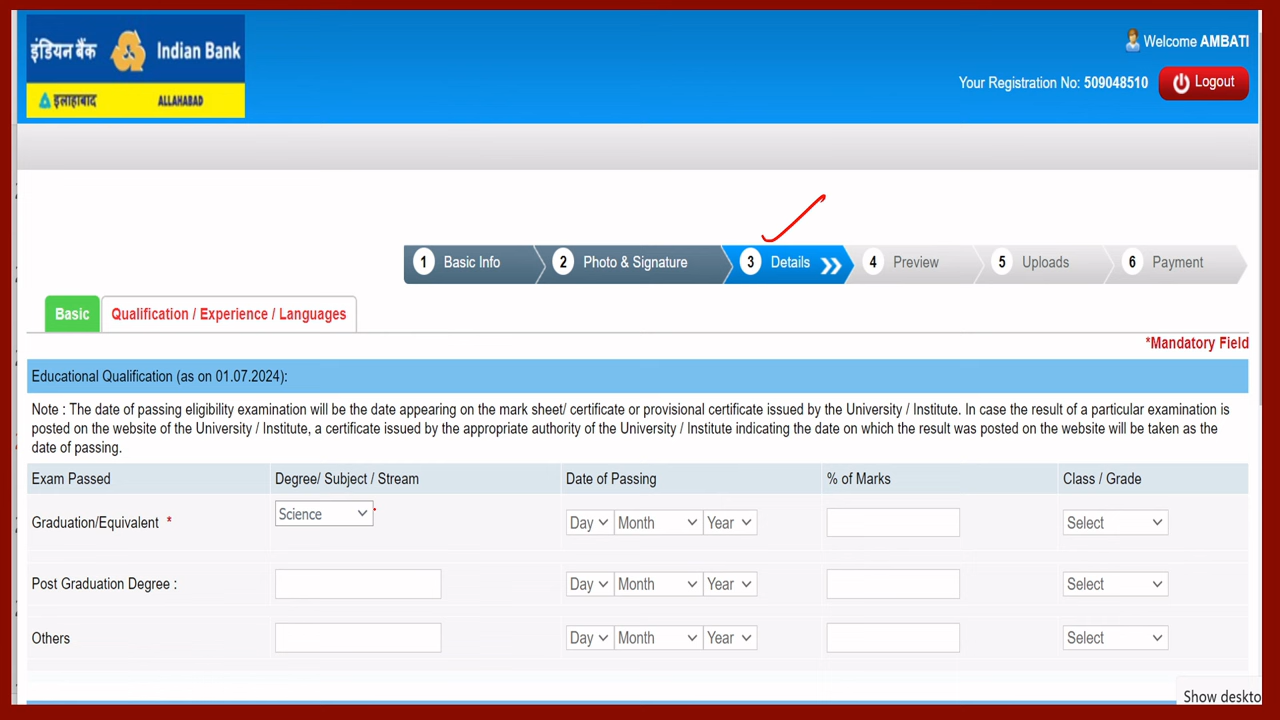 इंडियन बैंक Indian Bank
इलाहाबाद ALLAHABAD
Welcome AMBATI
Your Registration No: 509048510 Logout
1 Basic Info 2 Photo & Signature 3 Details 4 Preview 5 Uploads 6 Payment
Basic Qualification / Experience / Languages
*Mandatory Field
Educational Qualification (as on 01.07.2024):
Note : The date of passing eligibility examination will be the date appearing on the mark sheet/ certificate or provisional certificate issued by the University / Institute. In case the result of a particular examination is
posted on the website of the University / Institute, a certificate issued by the appropriate authority of the University / Institute indicating the date on which the result was posted on the website will be taken as the
date of passing.
Exam Passed Degree/ Subject / Stream Date of Passing % of Marks Class / Grade
Graduation/Equivalent * Science Day Month Year Select
Post Graduation Degree : Day Month Year Select
Others Day Month Year Select
Show deskto